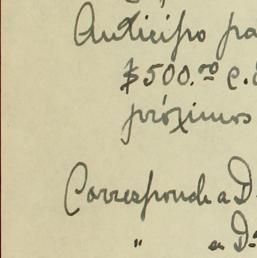 Anticipo pa
$500.00 c.
próximos
Corresponde a D.
" a D.